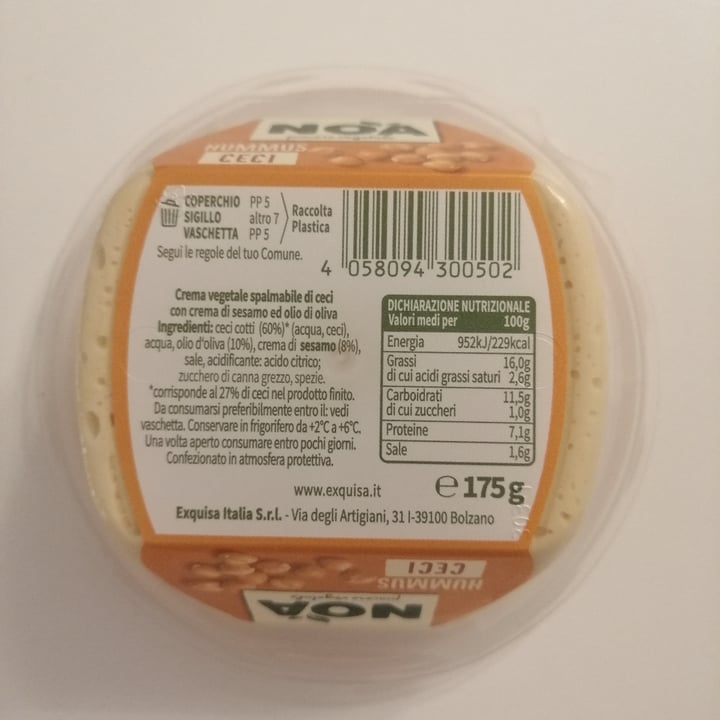 NOA
HUMMUS
CECI
COPERCHIO PP 5
SIGILLO altro 7
VASCHETTA PP 5
Raccolta
Plastica
Segui le regole del tuo Comune.
4 058094 300502
Crema vegetale spalmabile di ceci
con crema di sesamo ed olio di oliva
Ingredienti: ceci cotti (60%)* (acqua, ceci),
acqua, olio d'oliva (10%), crema di sesamo (8%),
sale, acidificante: acido citrico;
zucchero di canna grezzo, spezie.
*corrisponde al 27% di ceci nel prodotto finito.
Da consumarsi preferibilmente entro il: vedi
vaschetta. Conservare in frigorifero da +2°C a +6°C.
Una volta aperto consumare entro pochi giorni.
Confezionato in atmosfera protettiva.
DICHIARAZIONE NUTRIZIONALE
Valori medi per 100g
Energia 952kJ/229kcal
Grassi 16,0g
di cui acidi grassi saturi 2,6g
Carboidrati 11,5g
di cui zuccheri 1,0g
Proteine 7,1g
Sale 1,6g
www.exquisa.it
℮ 175g
Exquisa Italia S.r.l. - Via degli Artigiani, 31 I-39100 Bolzano
CECI
HUMMUS
piacere vegetale
NOA